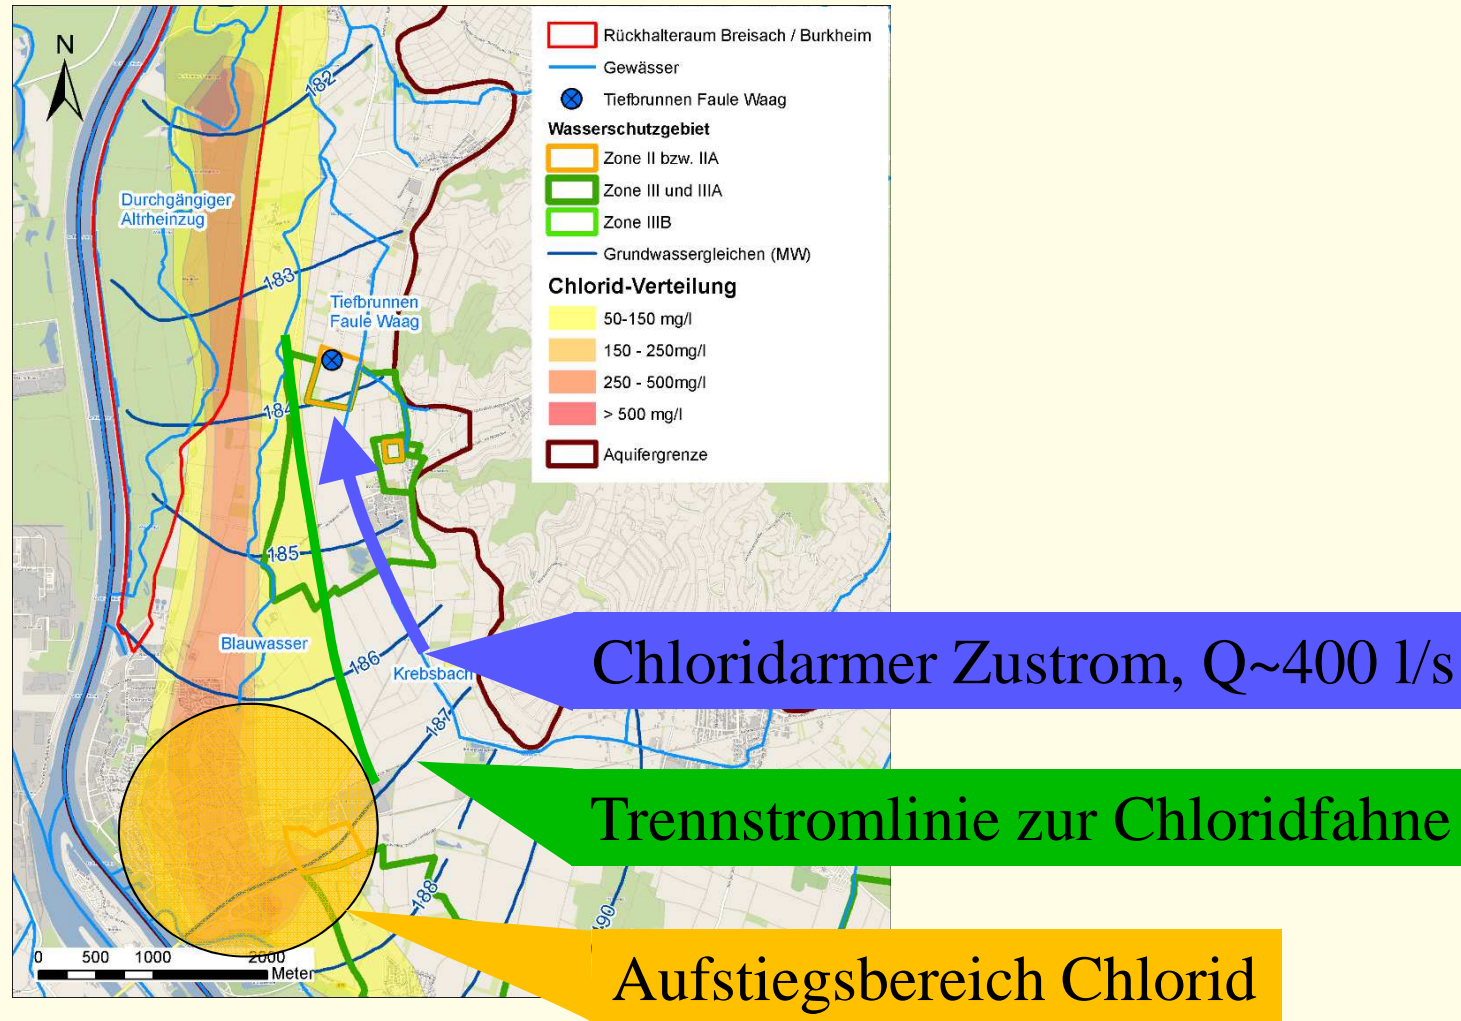 N
182
Durchgängiger
Altrheinzug
183
Tiefbrunnen
Faule Waag
184
185
Blauwasser
186
Krebsbach
187
188
190
0 500 1000 2000
Meter
Rückhalteraum Breisach / Burkheim
Gewässer
Tiefbrunnen Faule Waag
Wasserschutzgebiet
Zone II bzw. IIA
Zone III und IIIA
Zone IIIB
Grundwassergleichen (MW)
Chlorid-Verteilung
50-150 mg/l
150 - 250mg/l
250 - 500mg/l
> 500 mg/l
Aquifergrenze
Chloridarmer Zustrom, Q~400 l/s
Trennstromlinie zur Chloridfahne
Aufstiegsbereich Chlorid